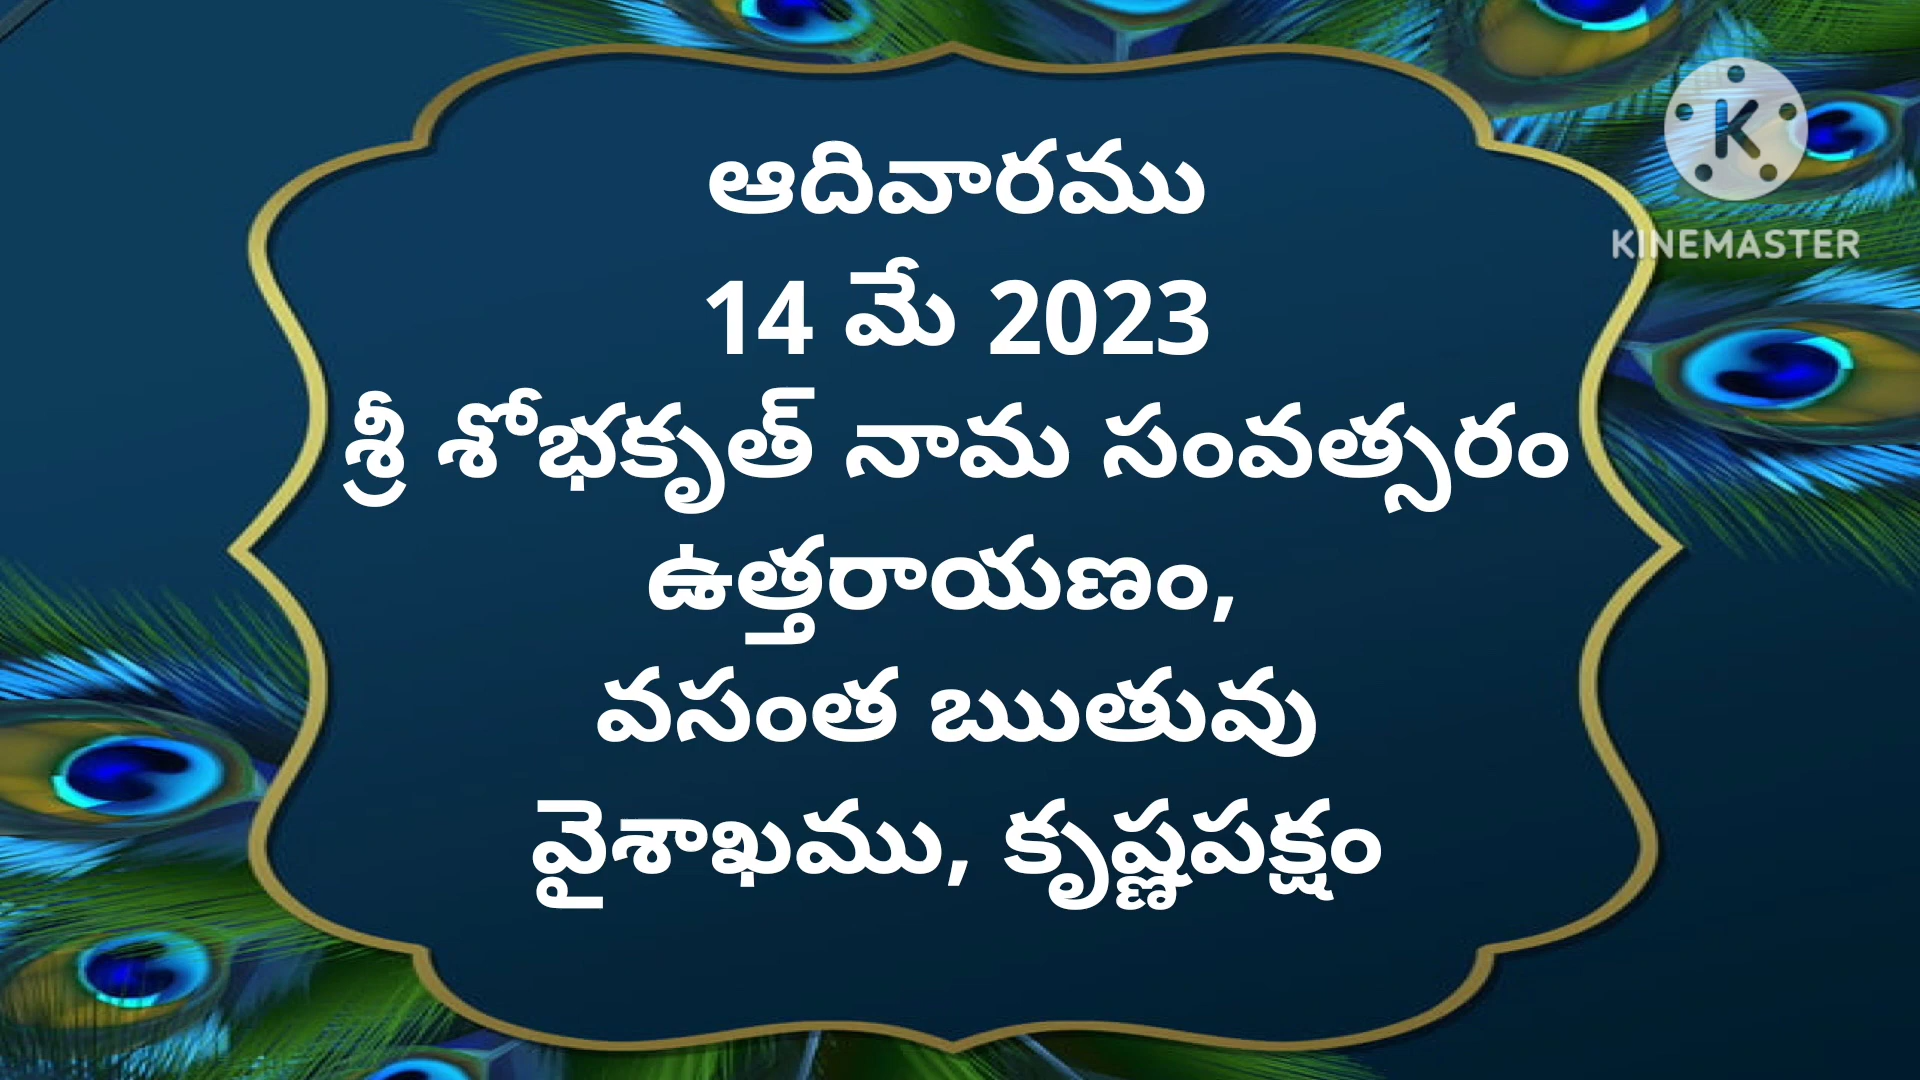 ఆదివారము
14 మే 2023
శ్రీ శోభకృత్ నామ సంవత్సరం
ఉత్తరాయణం,
వసంత ఋతువు
వైశాఖము, కృష్ణపక్షం
K
KINEMASTER